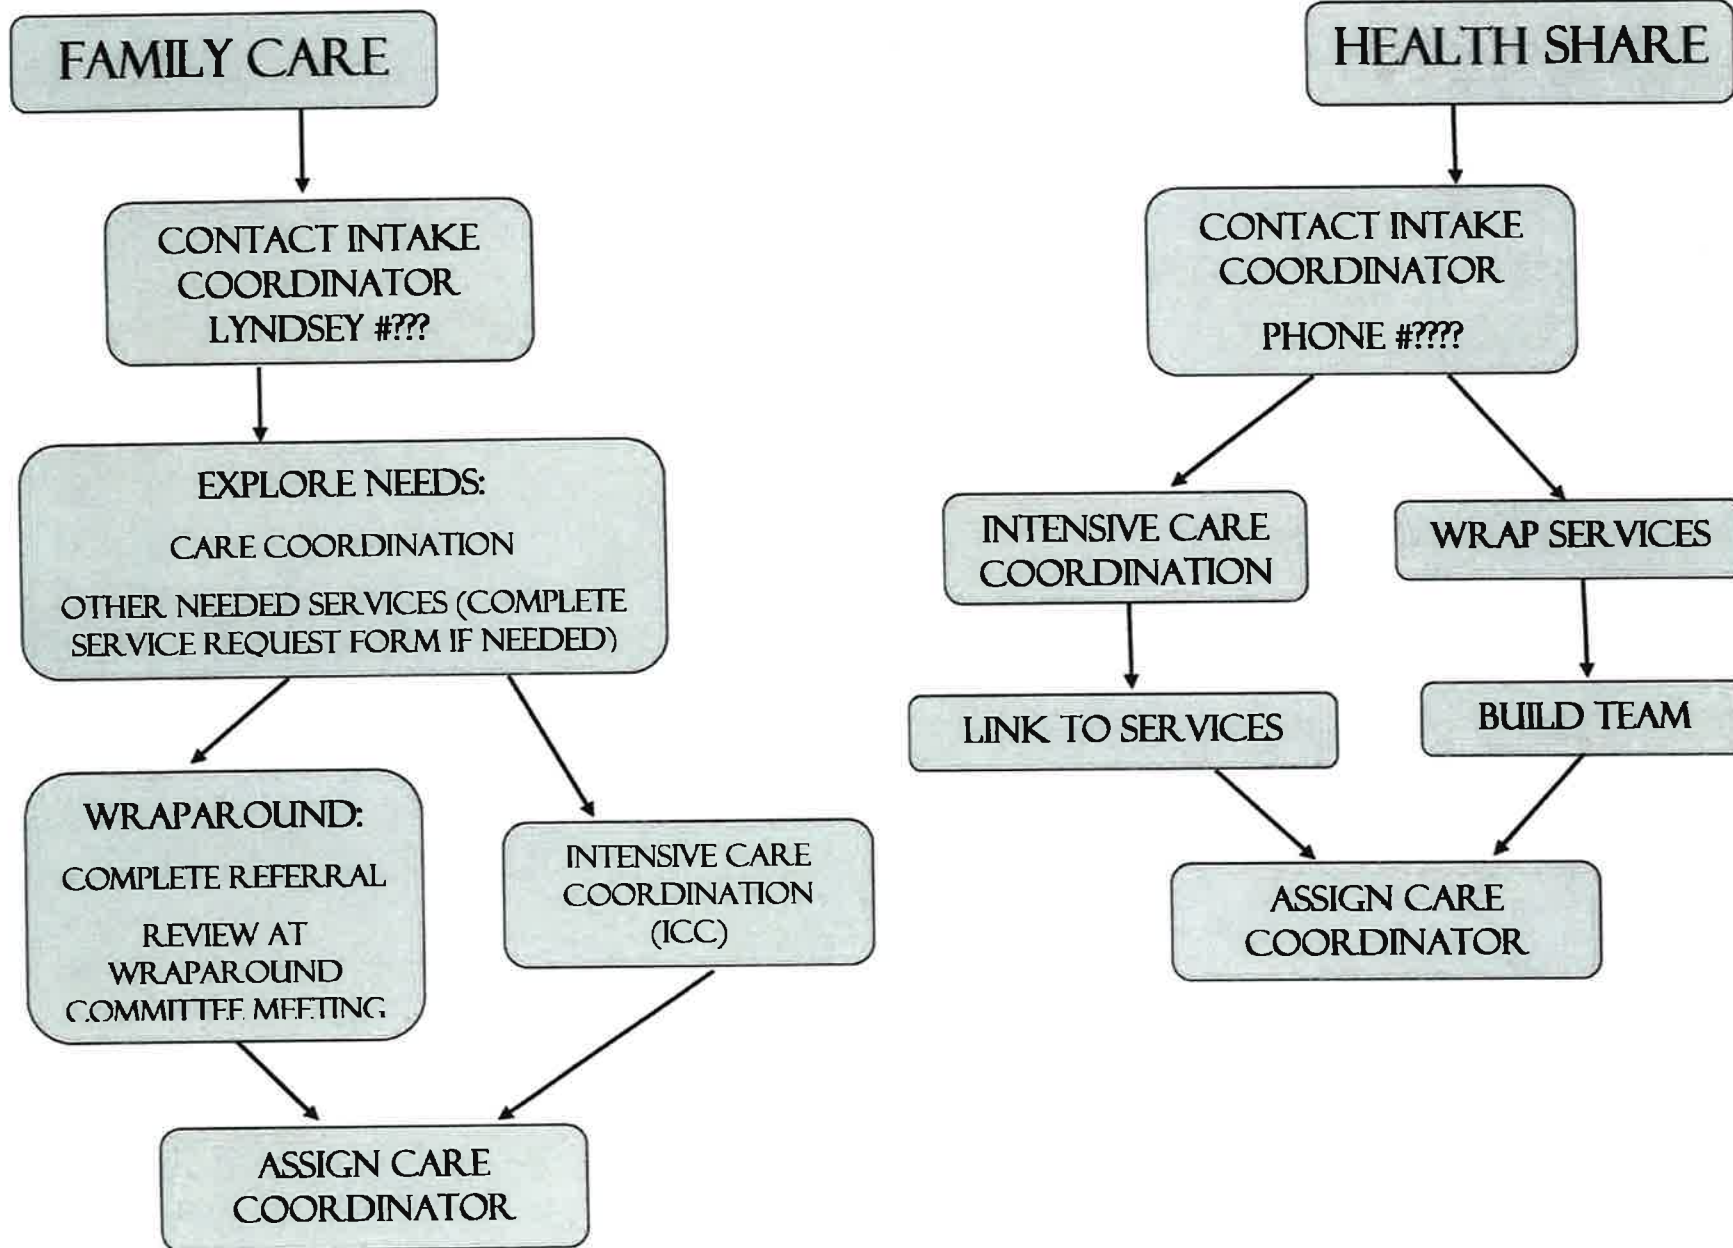 FAMILY CARE
CONTACT INTAKE
COORDINATOR
LYNDSEY #???
EXPLORE NEEDS:
CARE COORDINATION
OTHER NEEDED SERVICES (COMPLETE
SERVICE REQUEST FORM IF NEEDED)
WRAPAROUND:
COMPLETE REFERRAL
REVIEW AT
WRAPAROUND
COMMITTEE MEETING
INTENSIVE CARE
COORDINATION
(ICC)
ASSIGN CARE
COORDINATOR
HEALTH SHARE
CONTACT INTAKE
COORDINATOR
PHONE #????
INTENSIVE CARE
COORDINATION
WRAP SERVICES
LINK TO SERVICES
BUILD TEAM
ASSIGN CARE
COORDINATOR